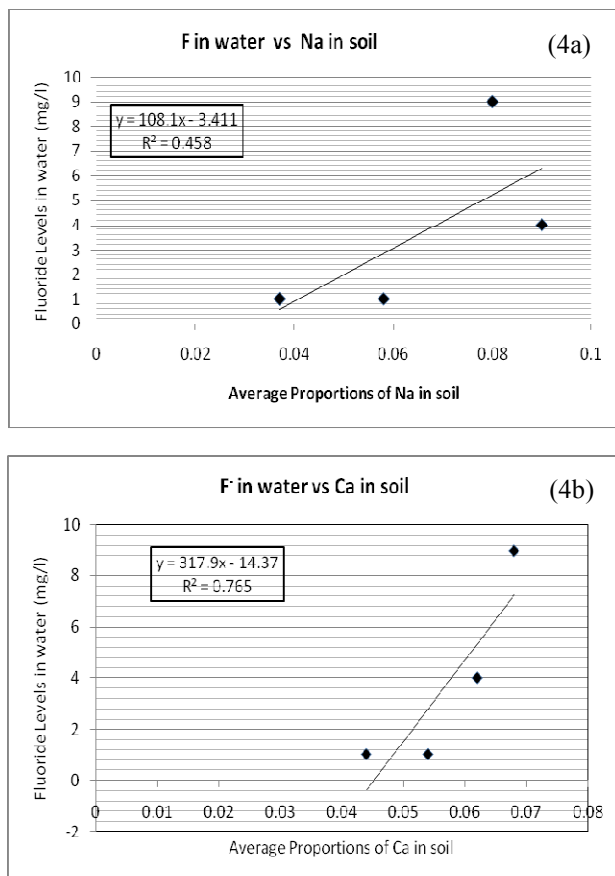 F in water vs Na in soil
(4a)
Fluoride Levels in water (mg/l)
10
9
8
7
6
5
4
3
2
1
0
y = 108.1x - 3.411
R² = 0.458
0 0.02 0.04 0.06 0.08 0.1
Average Proportions of Na in soil
F⁻ in water vs Ca in soil
(4b)
Fluoride Levels in water (mg/l)
10
8
6
4
2
0
-2
y = 317.9x - 14.37
R² = 0.765
0 0.01 0.02 0.03 0.04 0.05 0.06 0.07 0.08
Average Proportions of Ca in soil